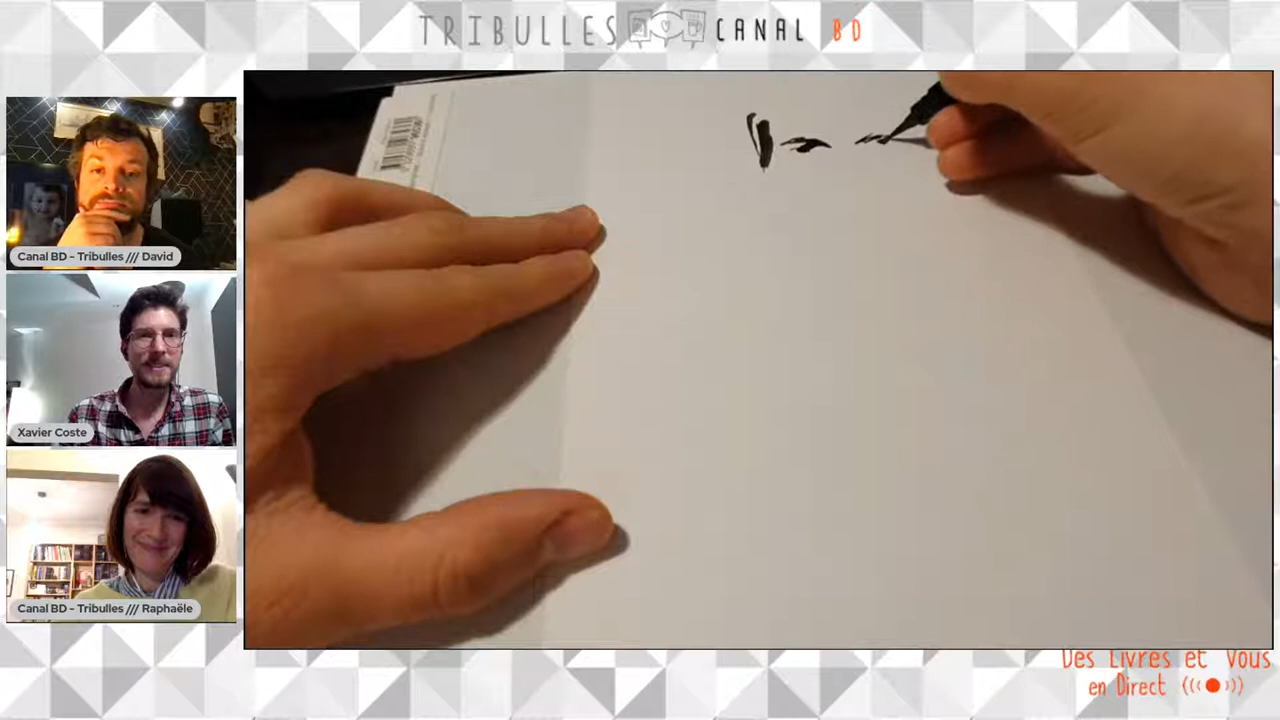 TRIBULLES CANAL BD
Canal BD - Tribulles /// David
Xavier Coste
Canal BD - Tribulles /// Raphaële
Des Livres et Vous
en Direct